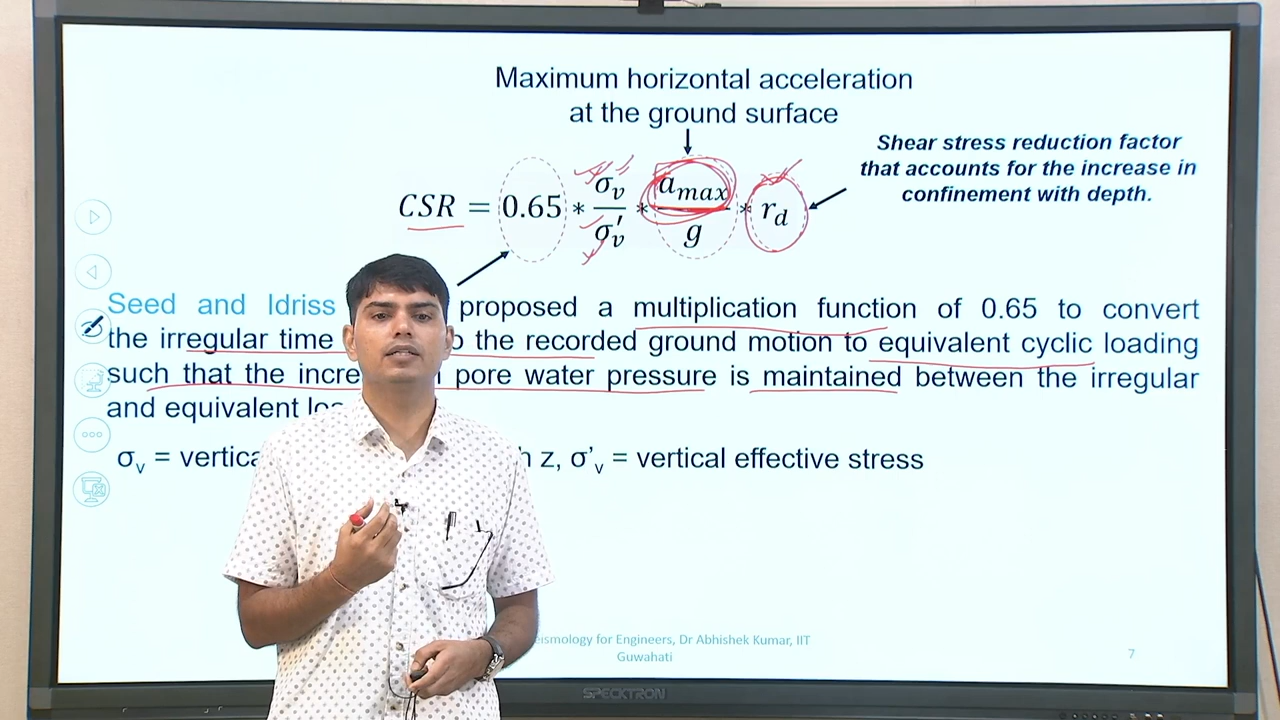 Maximum horizontal acceleration
at the ground surface
Shear stress reduction factor
that accounts for the increase in
confinement with depth.
CSR = 0.65 * σv/σ'v * amax/g * rd
Seed and Idriss proposed a multiplication function of 0.65 to convert
the irregular time the recorded ground motion to equivalent cyclic loading
such that the pore water pressure is maintained between the irregular
and equivalent
σv = z, σ'v = vertical effective stress
for Engineers, Dr Abhishek Kumar, IIT
Guwahati
7
SPECKTRON